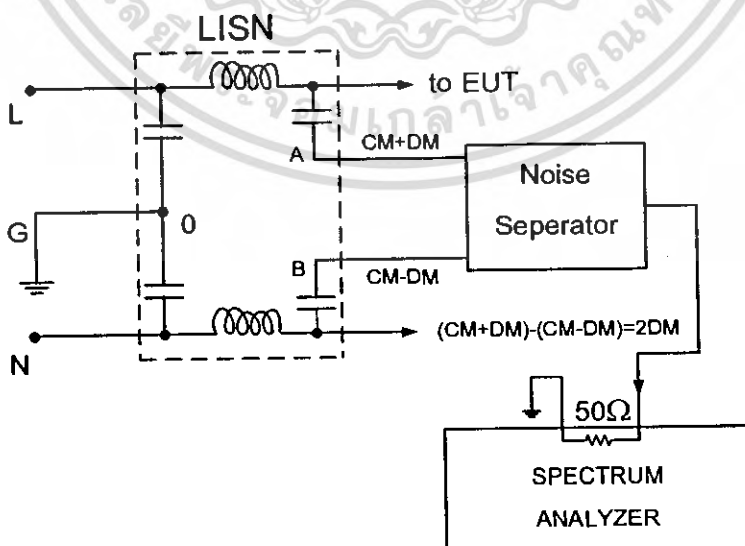 LISN
to EUT
L
A
CM+DM
Noise
Seperator
G
0
B
CM-DM
(CM+DM)-(CM-DM)=2DM
N
50Ω
SPECTRUM
ANALYZER